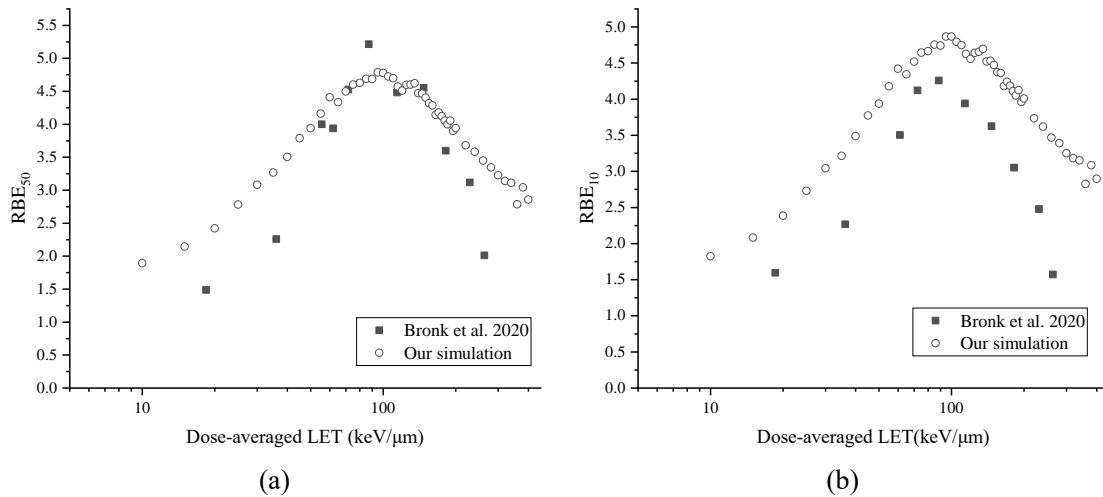 5.5
5.0
4.5
4.0
3.5
3.0
2.5
2.0
1.5
1.0
0.5
0.0
RBE50
10
100
Dose-averaged LET (keV/μm)
Bronk et al. 2020
Our simulation
(a)
5.0
4.5
4.0
3.5
3.0
2.5
2.0
1.5
1.0
0.5
0.0
RBE10
10
100
Dose-averaged LET(keV/μm)
Bronk et al. 2020
Our simulation
(b)